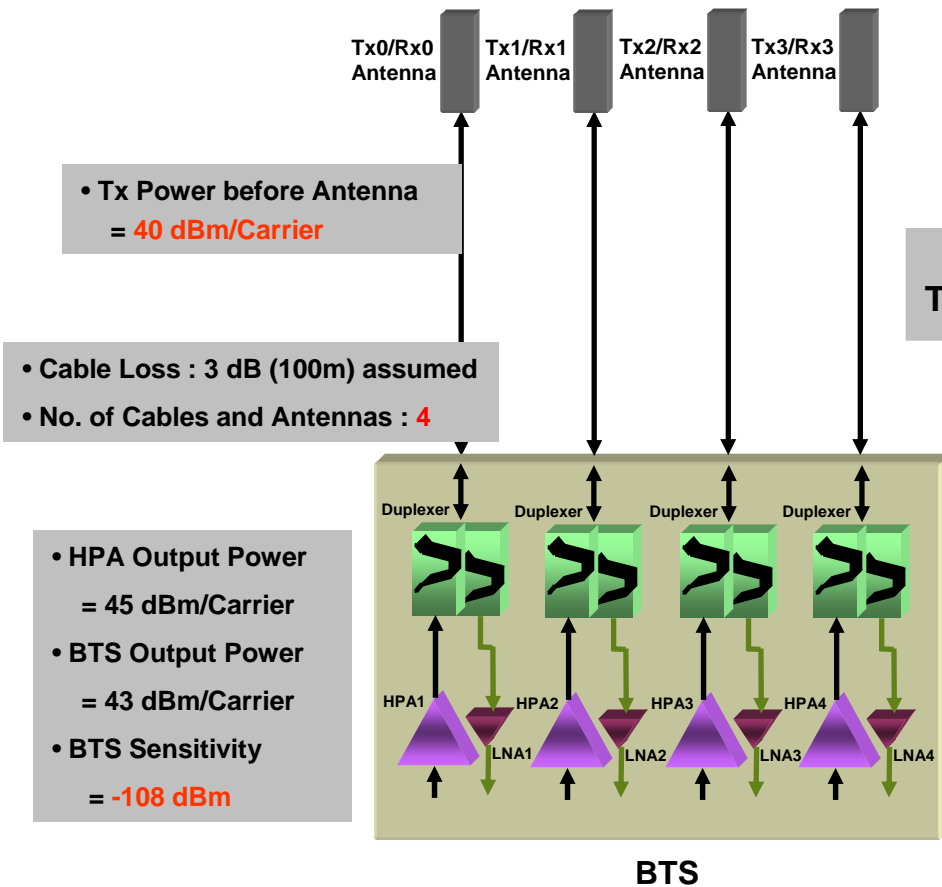 Tx0/Rx0 Antenna
Tx1/Rx1 Antenna
Tx2/Rx2 Antenna
Tx3/Rx3 Antenna
• Tx Power before Antenna
= 40 dBm/Carrier
T
• Cable Loss : 3 dB (100m) assumed
• No. of Cables and Antennas : 4
Duplexer
Duplexer
Duplexer
Duplexer
• HPA Output Power
= 45 dBm/Carrier
• BTS Output Power
= 43 dBm/Carrier
• BTS Sensitivity
= -108 dBm
HPA1
HPA2
HPA3
HPA4
LNA1
LNA2
LNA3
LNA4
BTS